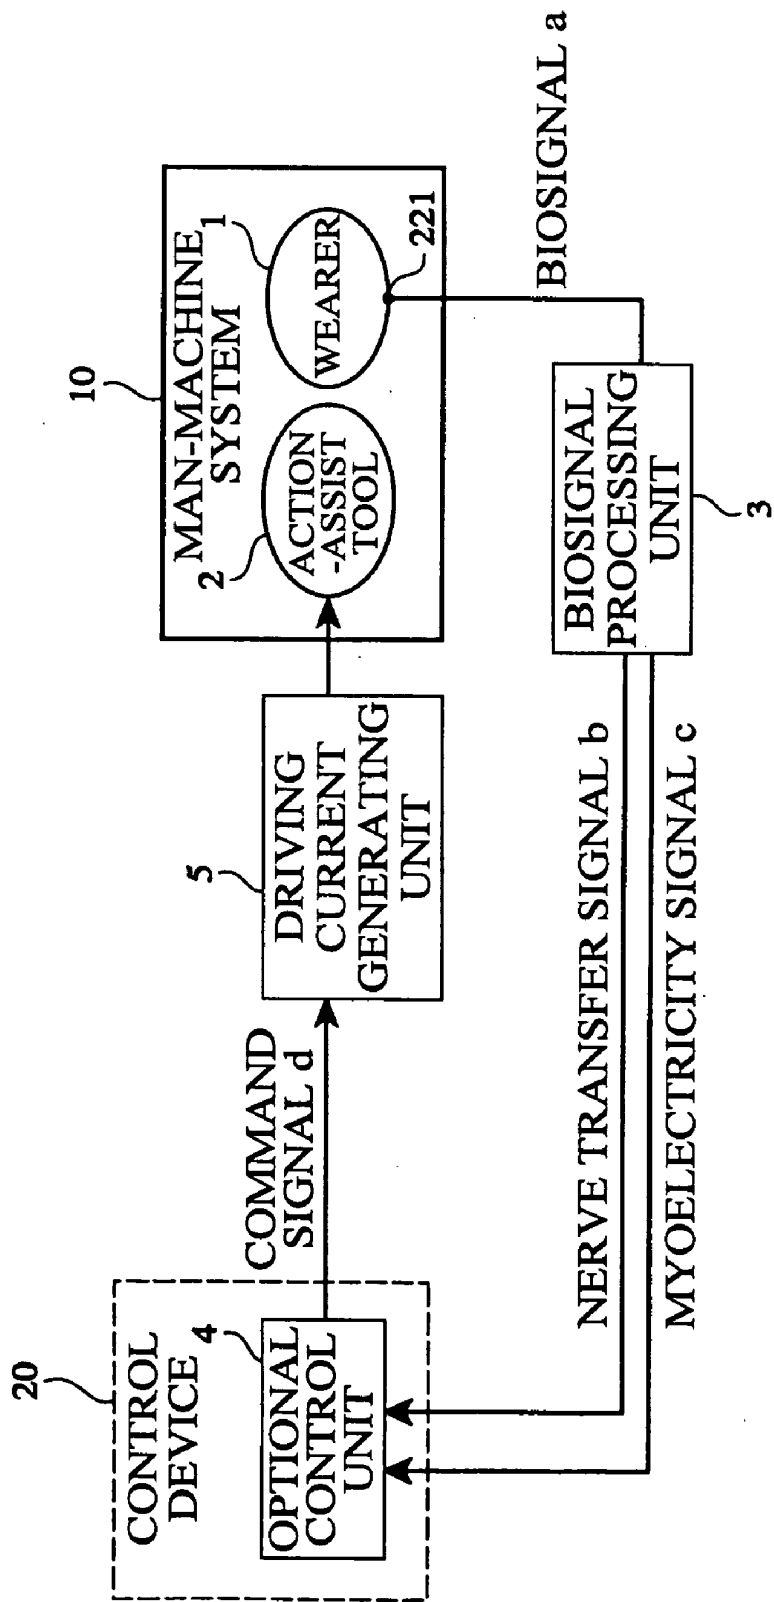 20
CONTROL
DEVICE
4
OPTIONAL
CONTROL
UNIT
COMMAND
SIGNAL d
5
DRIVING
CURRENT
GENERATING
UNIT
10
MAN-MACHINE
SYSTEM
2
ACTION
-ASSIST
TOOL
1
WEARER
221
BIOSIGNAL a
BIOSIGNAL
PROCESSING
UNIT
3
NERVE TRANSFER SIGNAL b
MYOELECTRICITY SIGNAL c